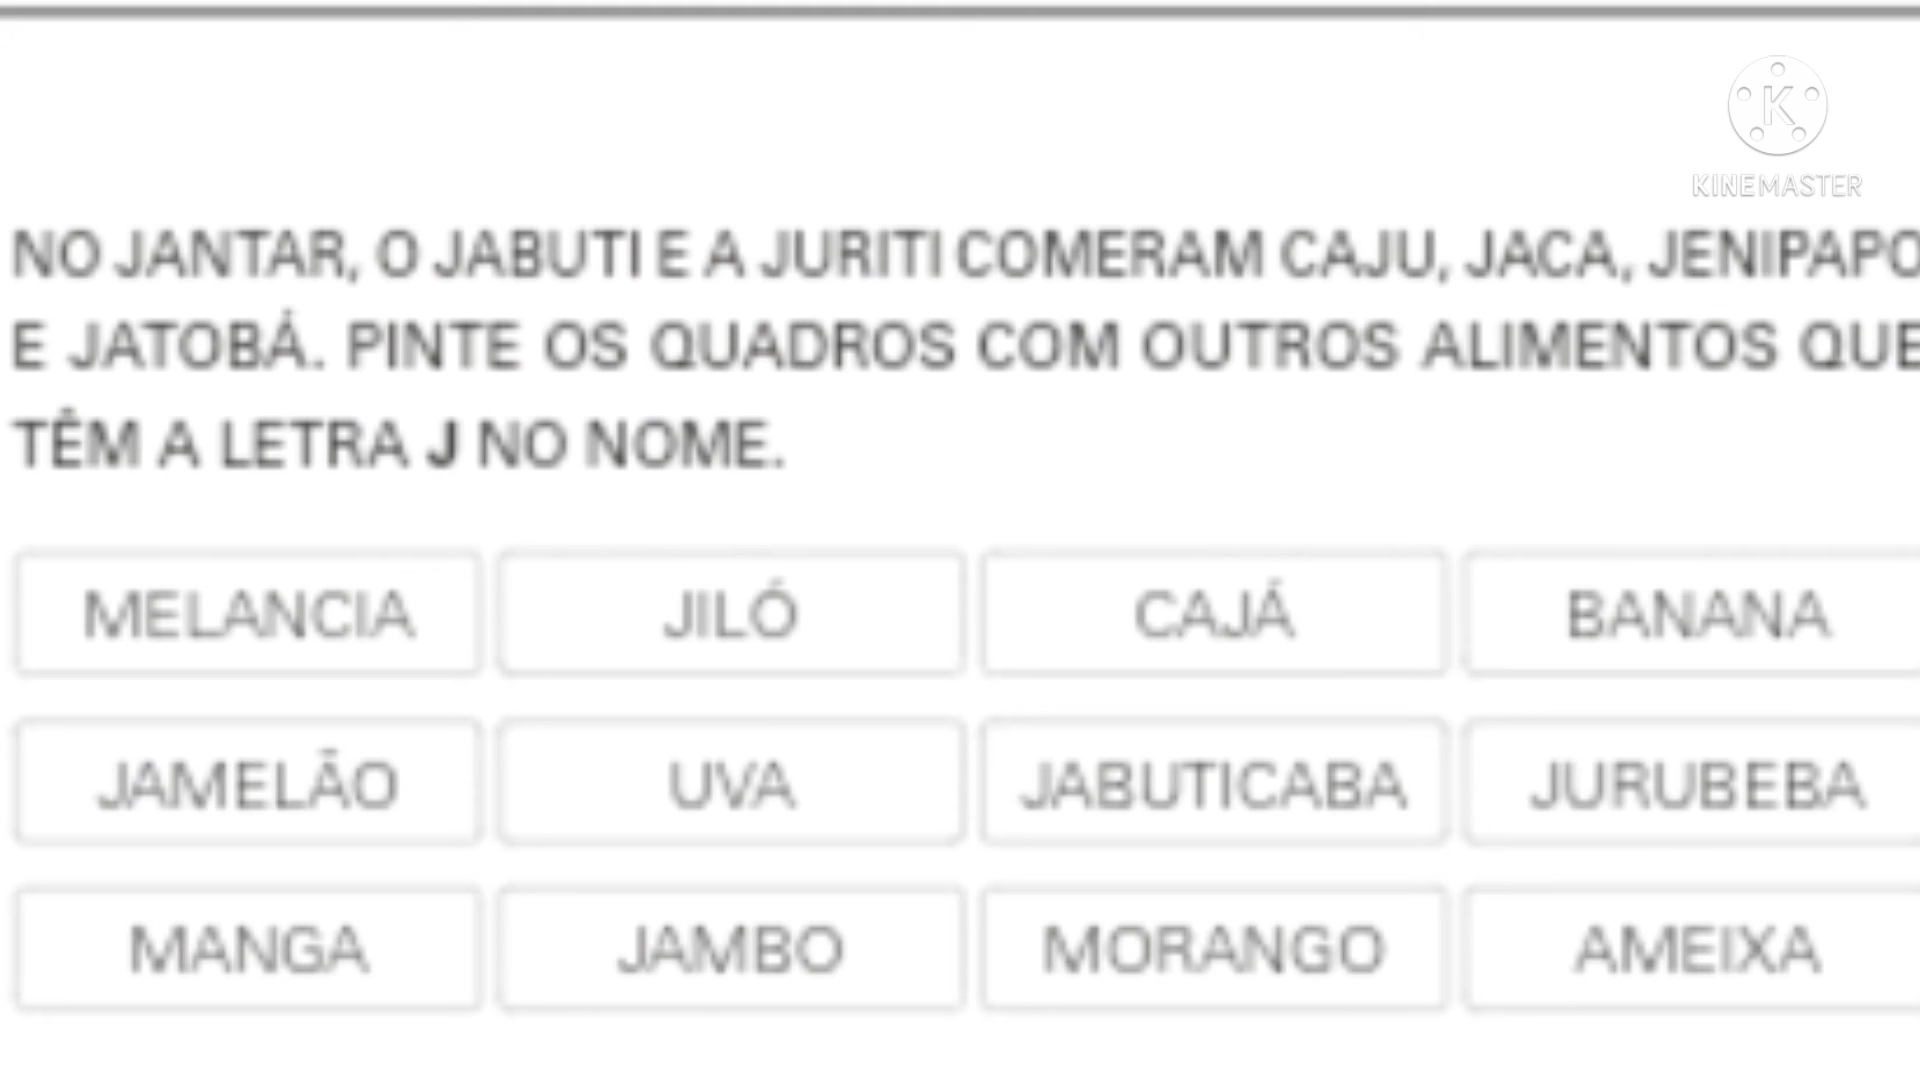 K
KINEMASTER
NO JANTAR, O JABUTI E A JURITI COMERAM CAJU, JACA, JENIPAPO
E JATOBÁ. PINTE OS QUADROS COM OUTROS ALIMENTOS QUE
TÊM A LETRA J NO NOME.
MELANCIA JILÓ CAJÁ BANANA
JAMELÃO UVA JABUTICABA JURUBEBA
MANGA JAMBO MORANGO AMEIXA